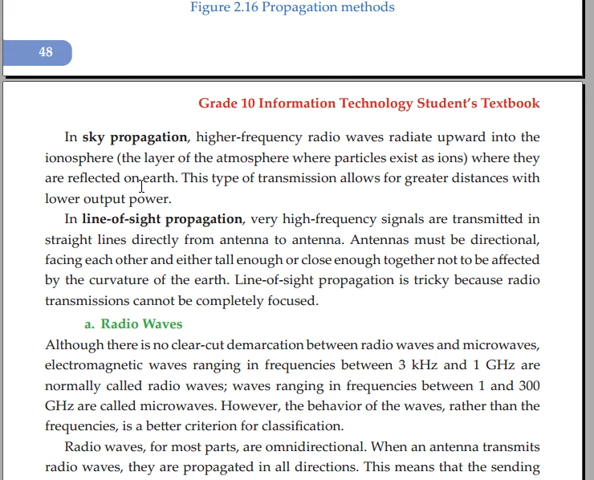 Figure 2.16 Propagation methods
48
Grade 10 Information Technology Student's Textbook
In sky propagation, higher-frequency radio waves radiate upward into the
ionosphere (the layer of the atmosphere where particles exist as ions) where they
are reflected on earth. This type of transmission allows for greater distances with
lower output power.
In line-of-sight propagation, very high-frequency signals are transmitted in
straight lines directly from antenna to antenna. Antennas must be directional,
facing each other and either tall enough or close enough together not to be affected
by the curvature of the earth. Line-of-sight propagation is tricky because radio
transmissions cannot be completely focused.
a. Radio Waves
Although there is no clear-cut demarcation between radio waves and microwaves,
electromagnetic waves ranging in frequencies between 3 kHz and 1 GHz are
normally called radio waves; waves ranging in frequencies between 1 and 300
GHz are called microwaves. However, the behavior of the waves, rather than the
frequencies, is a better criterion for classification.
Radio waves, for most parts, are omnidirectional. When an antenna transmits
radio waves, they are propagated in all directions. This means that the sending